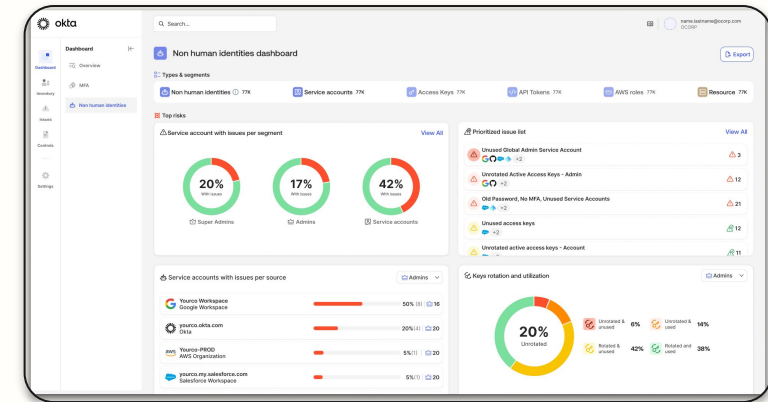 okta
Search...
name.lastname@ocorp.com
OCORP
Dashboard
Inventory
Issues
Controls
Settings
Dashboard
Overview
MFA
Non human identities
Non human identities dashboard
Export
Types & segments
Non human identities 77K
Service accounts 77K
Access Keys 77K
API Tokens 77K
AWS roles 77K
Resource 77K
Top risks
Service account with issues per segment
View All
20%
With issues
Super Admins
17%
With issues
Admins
42%
With issues
Service accounts
Prioritized issue list
View All
Unused Global Admin Service Account
+2
3
Unrotated Active Access Keys - Admin
+2
12
Old Password, No MFA, Unused Service Accounts
+2
21
Unused access keys
+2
12
Unrotated active access keys - Account
11
Service accounts with issues per source
Admins
Yourco Workspace
Google Workspace
50% (8) 16
yourco.okta.com
Okta
20%(4) 20
aws
Yourco-PROD
AWS Organization
5%(1) 20
yourco.my.salesforce.com
Salesforce Workspace
5%(1) 20
Keys rotation and utilization
Admins
20%
Unrotated
Unrotated & unused 6%
Unrotated & used 14%
Rotated & unused 42%
Rotated and used 38%